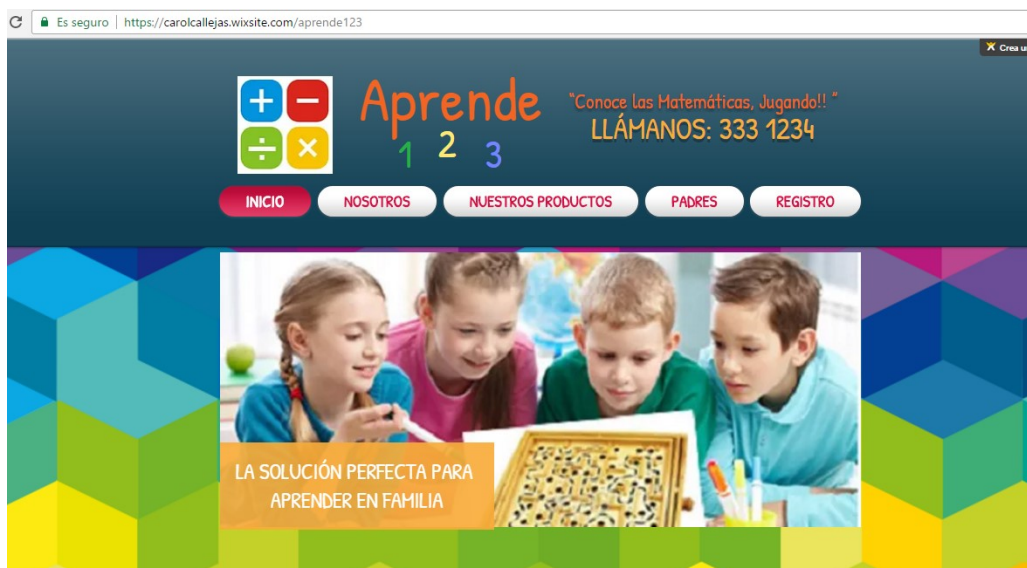 Es seguro | https://carolcallejas.wixsite.com/aprende123
X Crea u
+ −
÷ ×
Aprende
1 2 3
"Conoce las Matemáticas, Jugando!! "
LLÁMANOS: 333 1234
INICIO NOSOTROS NUESTROS PRODUCTOS PADRES REGISTRO
LA SOLUCIÓN PERFECTA PARA
APRENDER EN FAMILIA